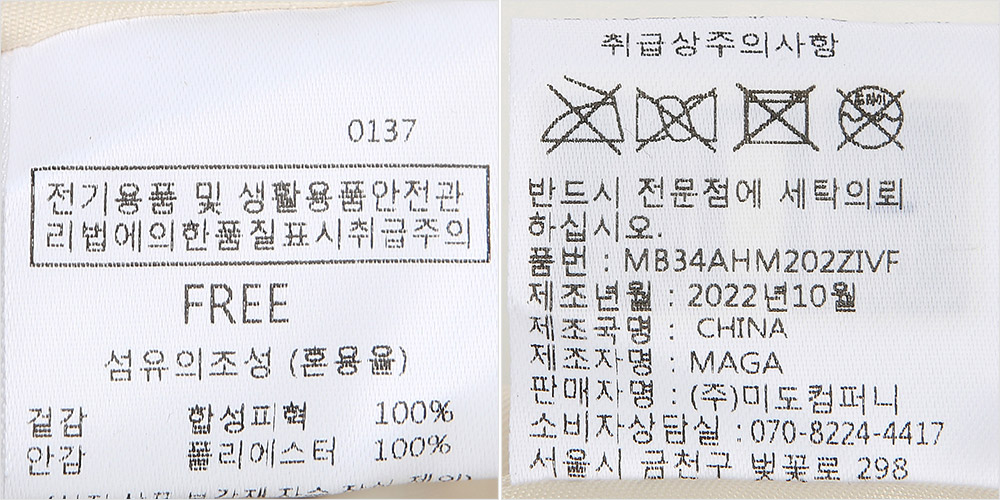 0137
전기용품 및 생활용품안전관
리법에의한품질표시취급주의
FREE
섬유의조성 (혼용율)
겉감 합성피혁 100%
안감 폴리에스터 100%
취급상주의사항
드라이
반드시 전문점에 세탁의뢰
하십시오.
품번 : MB34AHM202ZIVF
제조년월 : 2022년10월
제조국명 : CHINA
제조자명 : MAGA
판매자명 : (주)미도컴퍼니
소비자상담실 : 070-8224-4417
서울시 금천구 벚꽃로 298